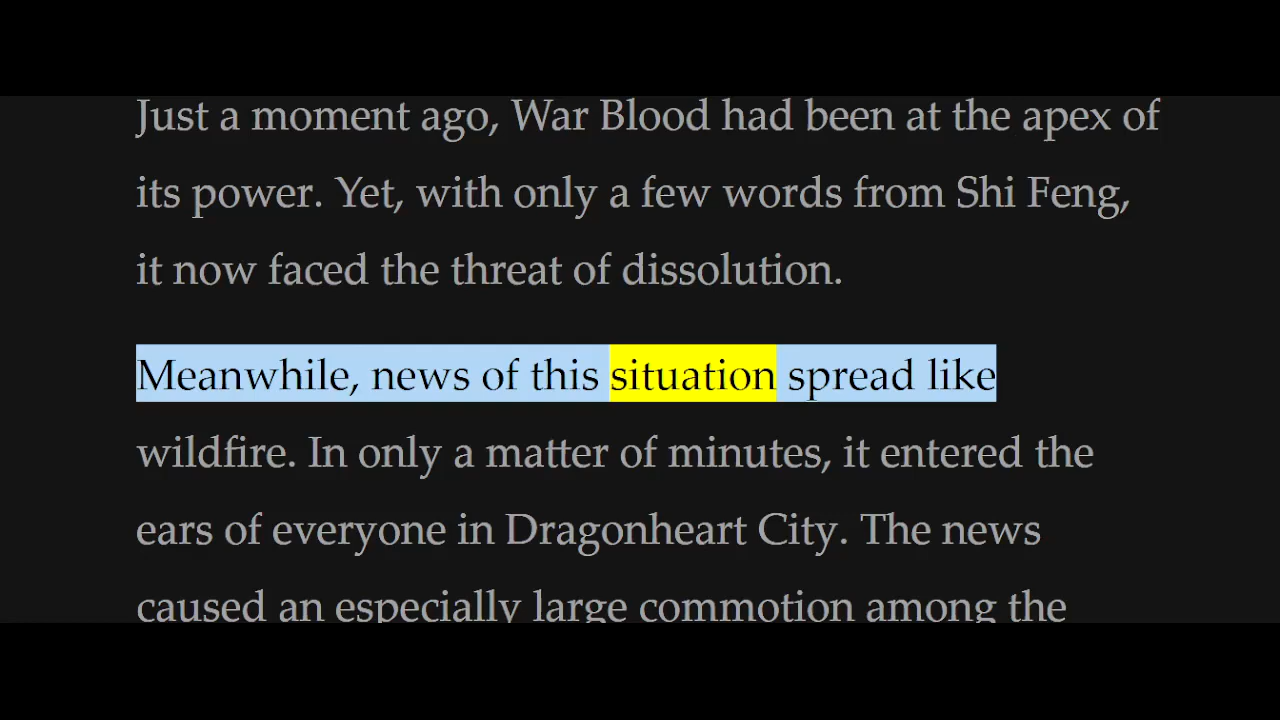 Just a moment ago, War Blood had been at the apex of
its power. Yet, with only a few words from Shi Feng,
it now faced the threat of dissolution.
Meanwhile, news of this situation spread like
wildfire. In only a matter of minutes, it entered the
ears of everyone in Dragonheart City. The news
caused an especially large commotion among the